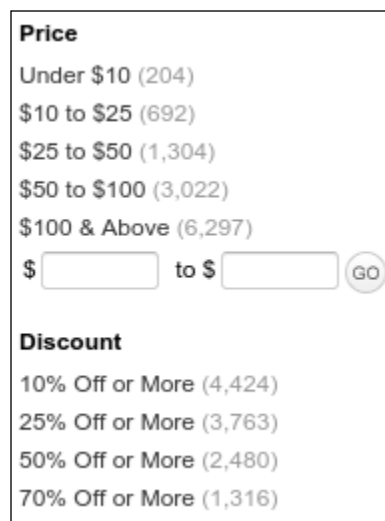 Price
Under $10 (204)
$10 to $25 (692)
$25 to $50 (1,304)
$50 to $100 (3,022)
$100 & Above (6,297)
$ to $ GO
Discount
10% Off or More (4,424)
25% Off or More (3,763)
50% Off or More (2,480)
70% Off or More (1,316)